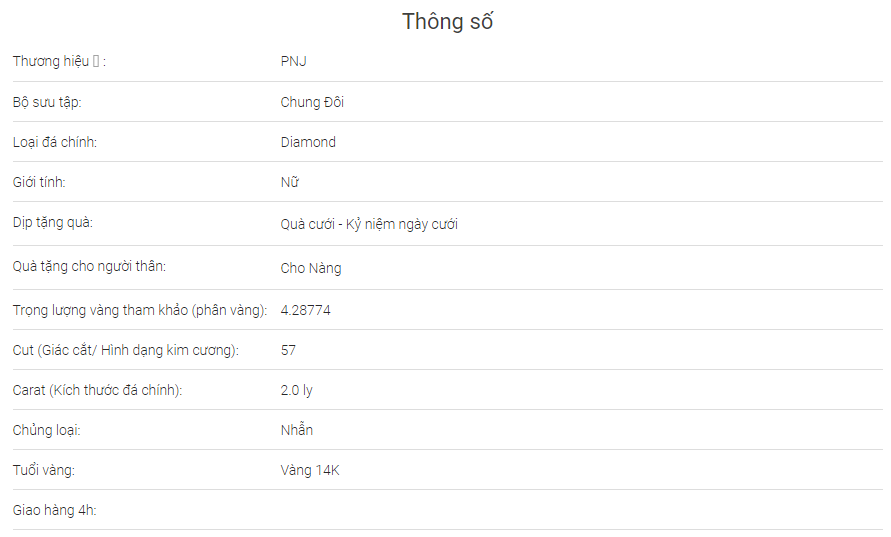 Thông số
Thương hiệu ▯ : PNJ
Bộ sưu tập: Chung Đôi
Loại đá chính: Diamond
Giới tính: Nữ
Dịp tặng quà: Quà cưới - Kỷ niệm ngày cưới
Quà tặng cho người thân: Cho Nàng
Trọng lượng vàng tham khảo (phân vàng): 4.28774
Cut (Giác cắt/ Hình dạng kim cương): 57
Carat (Kích thước đá chính): 2.0 ly
Chủng loại: Nhẫn
Tuổi vàng: Vàng 14K
Giao hàng 4h: